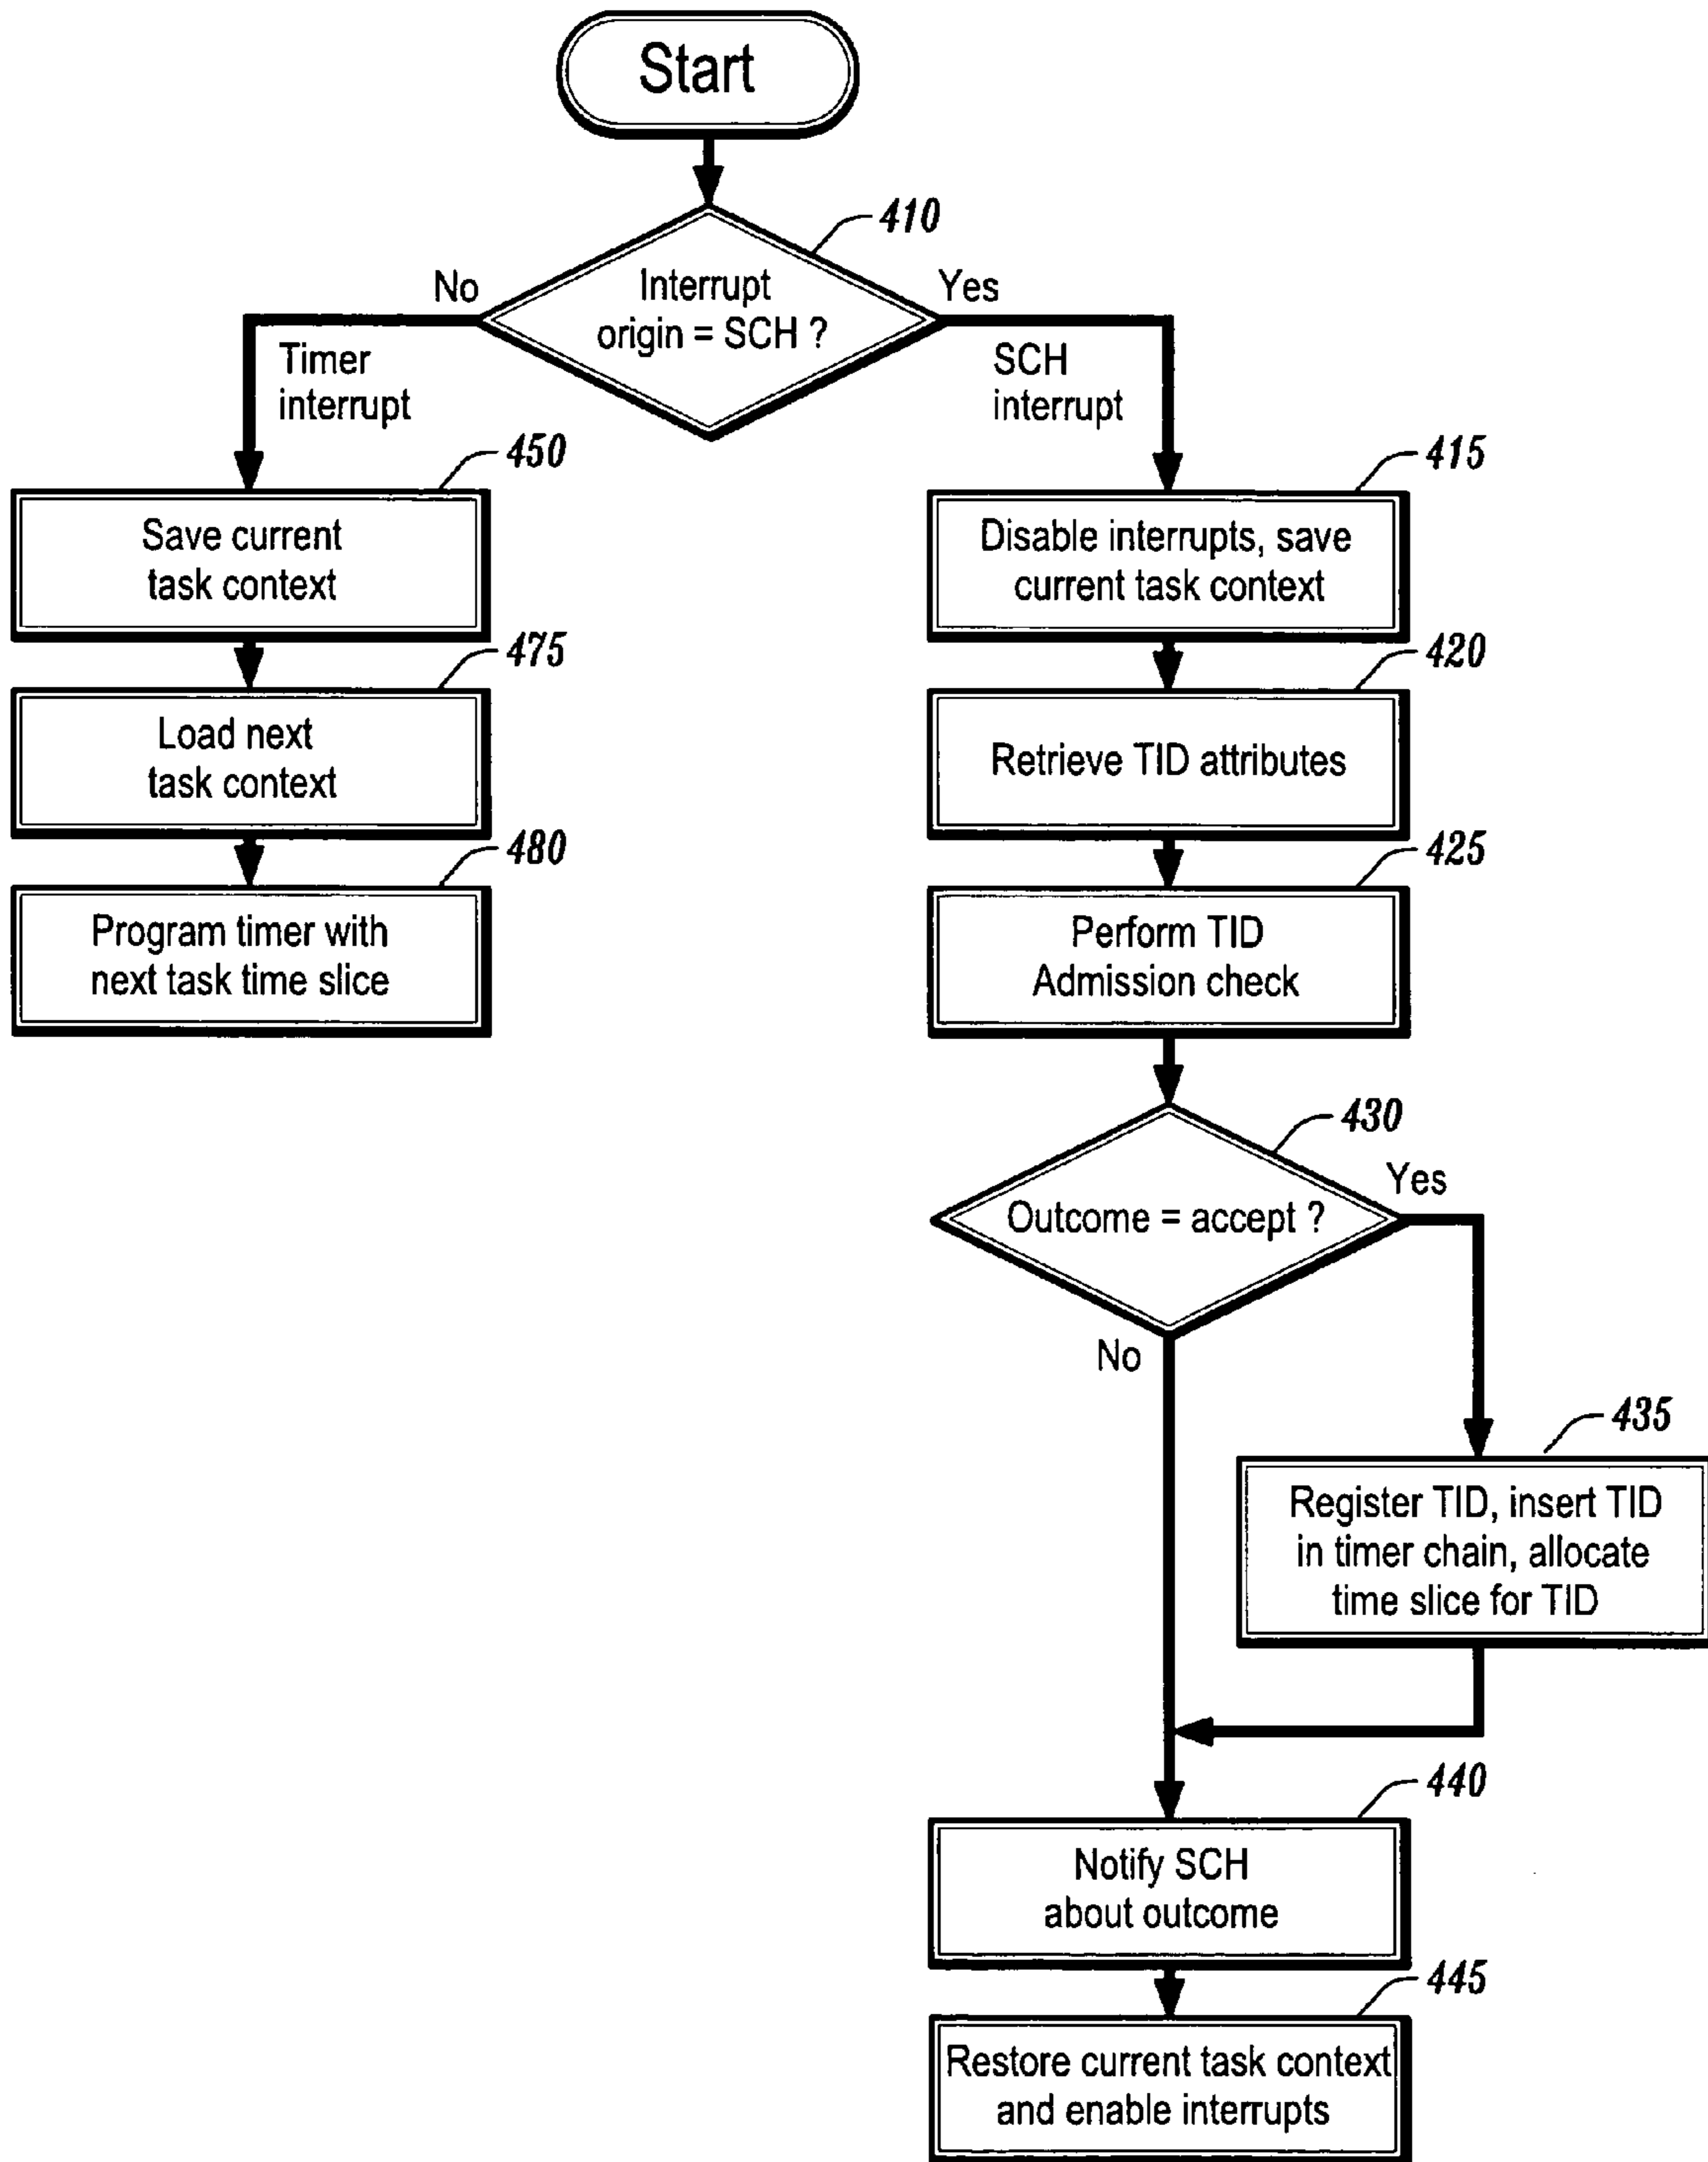 Start
410
Interrupt
origin = SCH ?
No
Yes
Timer
interrupt
SCH
interrupt
450
Save current
task context
475
Load next
task context
480
Program timer with
next task time slice
415
Disable interrupts, save
current task context
420
Retrieve TID attributes
425
Perform TID
Admission check
430
Outcome = accept ?
Yes
No
435
Register TID, insert TID
in timer chain, allocate
time slice for TID
440
Notify SCH
about outcome
445
Restore current task context
and enable interrupts